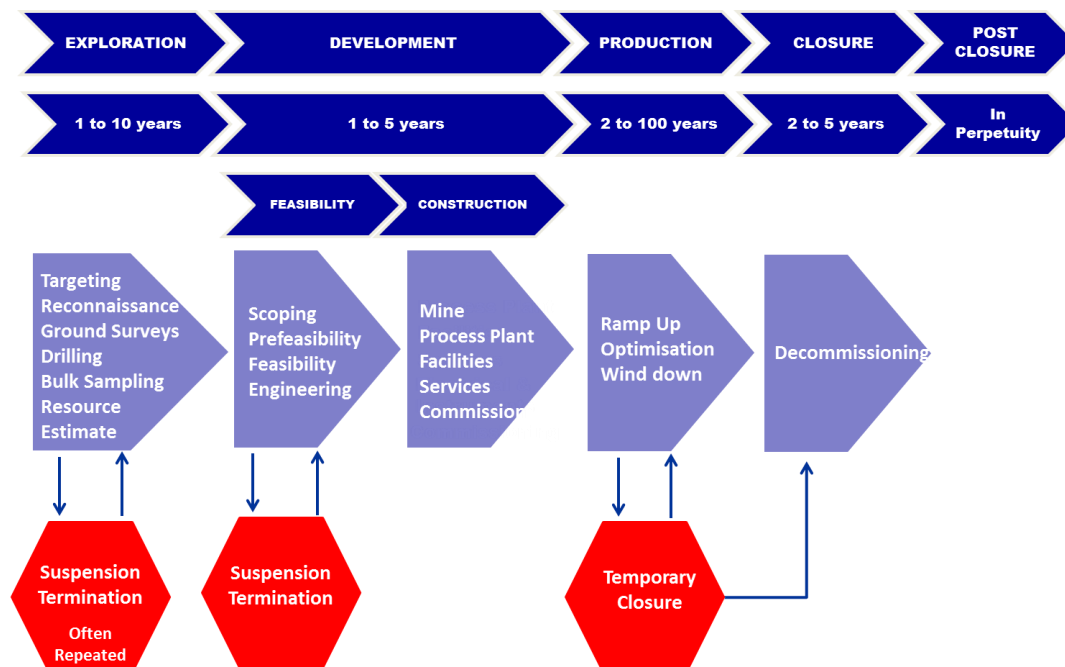 EXPLORATION
DEVELOPMENT
PRODUCTION
CLOSURE
POST
CLOSURE
1 to 10 years
1 to 5 years
2 to 100 years
2 to 5 years
In
Perpetuity
FEASIBILITY
CONSTRUCTION
Targeting
Reconnaissance
Ground Surveys
Drilling
Bulk Sampling
Resource
Estimate
Scoping
Prefeasibility
Feasibility
Engineering
Mine
Process Plant
Facilities
Services
Commission
Ramp Up
Optimisation
Wind down
Decommissioning
Suspension
Termination
Often
Repeated
Suspension
Termination
Temporary
Closure